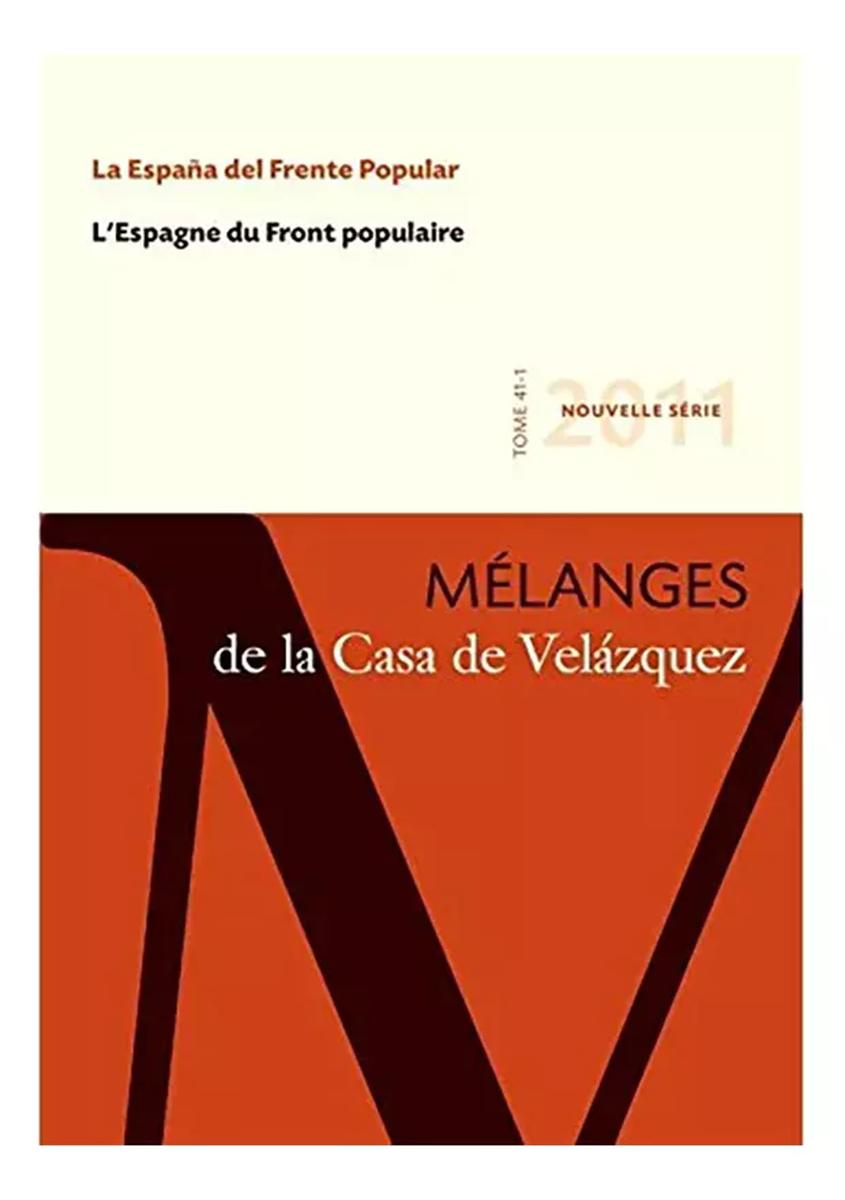 La España del Frente Popular
L'Espagne du Front populaire
TOME 41-1
2011
NOUVELLE SÉRIE
MÉLANGES
de la Casa de Velázquez